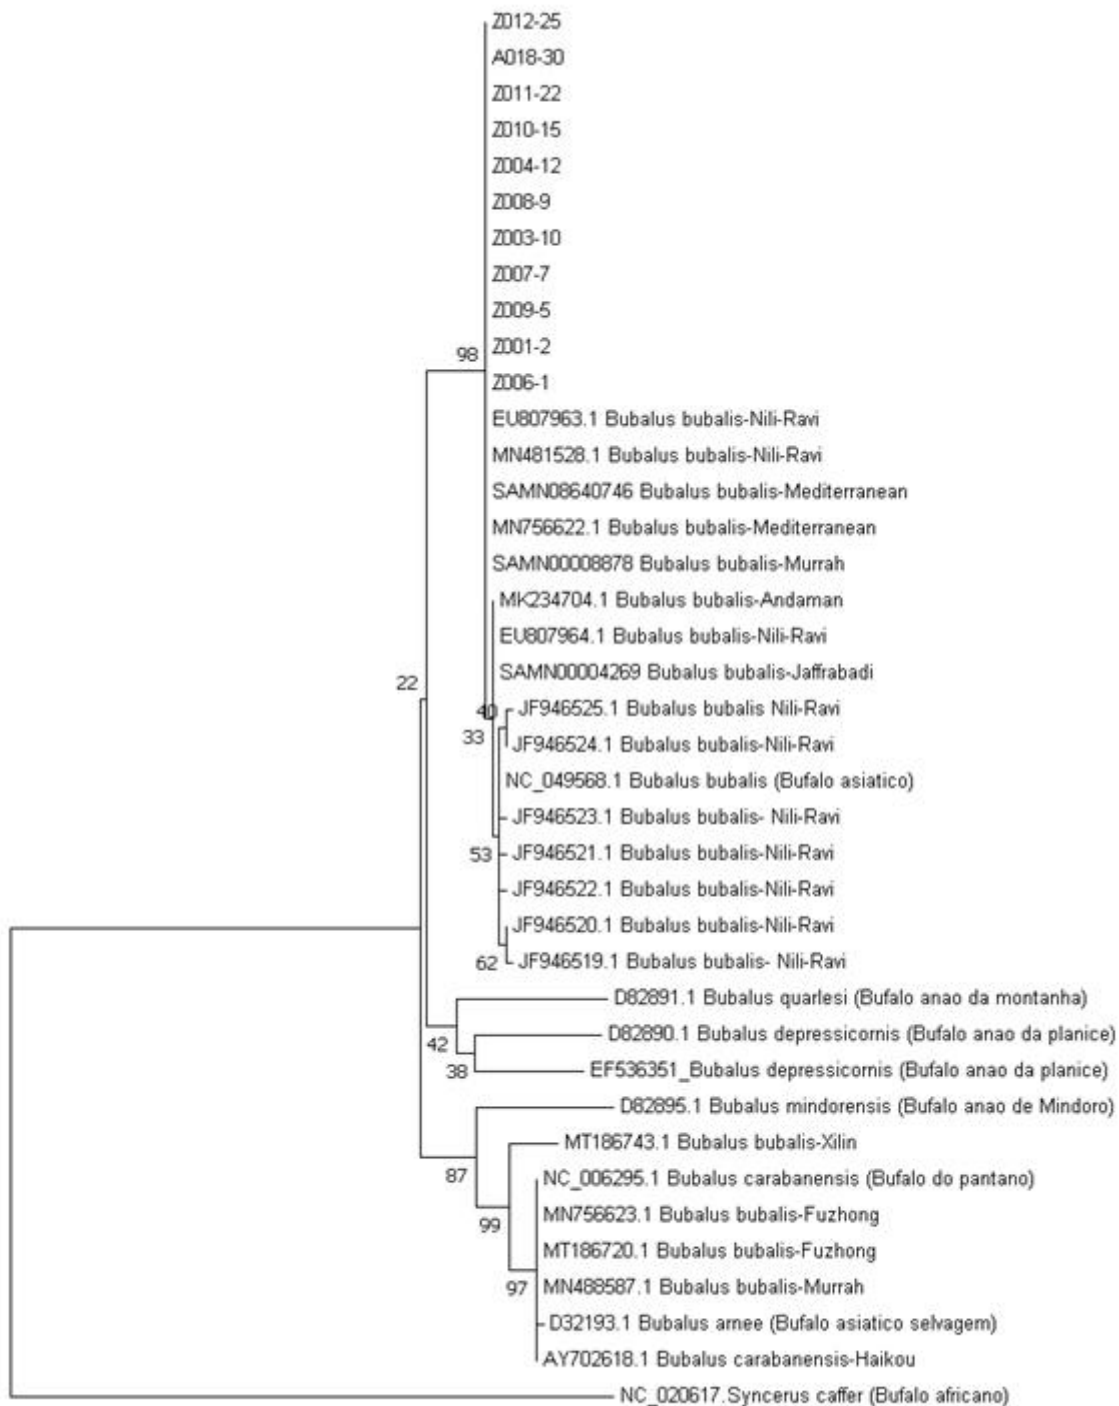 Z012-25
A018-30
Z011-22
Z010-15
Z004-12
Z008-9
Z003-10
Z007-7
Z009-5
Z001-2
98
Z006-1
EU807963.1 Bubalus bubalis-Nili-Ravi
MN481528.1 Bubalus bubalis-Nili-Ravi
SAMN08640746 Bubalus bubalis-Mediterranean
MN756622.1 Bubalus bubalis-Mediterranean
SAMN00008878 Bubalus bubalis-Murrah
MK234704.1 Bubalus bubalis-Andaman
EU807964.1 Bubalus bubalis-Nili-Ravi
SAMN00004269 Bubalus bubalis-Jaffrabadi
22
40
JF946525.1 Bubalus bubalis Nili-Ravi
33
JF946524.1 Bubalus bubalis-Nili-Ravi
NC_049568.1 Bubalus bubalis (Bufalo asiatico)
JF946523.1 Bubalus bubalis- Nili-Ravi
53
JF946521.1 Bubalus bubalis-Nili-Ravi
JF946522.1 Bubalus bubalis-Nili-Ravi
JF946520.1 Bubalus bubalis-Nili-Ravi
62
JF946519.1 Bubalus bubalis- Nili-Ravi
D82891.1 Bubalus quarlesi (Bufalo anao da montanha)
D82890.1 Bubalus depressicornis (Bufalo anao da planice)
42
38
EF536351_Bubalus depressicornis (Bufalo anao da planice)
D82895.1 Bubalus mindorensis (Bufalo anao de Mindoro)
MT186743.1 Bubalus bubalis-Xilin
87
NC_006295.1 Bubalus carabanensis (Bufalo do pantano)
MN756623.1 Bubalus bubalis-Fuzhong
99
MT186720.1 Bubalus bubalis-Fuzhong
97
MN488587.1 Bubalus bubalis-Murrah
D32193.1 Bubalus arnee (Bufalo asiatico selvagem)
AY702618.1 Bubalus carabanensis-Haikou
NC_020617.Syncerus caffer (Bufalo africano)